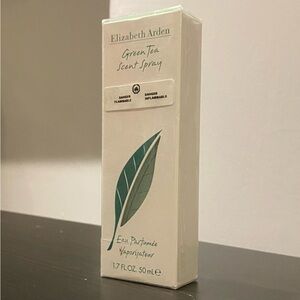 Elizabeth Arden
Green Tea
Scent Spray
DANGER DANGER
FLAMMABLE INFLAMMABLE
Eau Parfumée
Vaporisateur
1.7 FL.OZ. 50 mL e